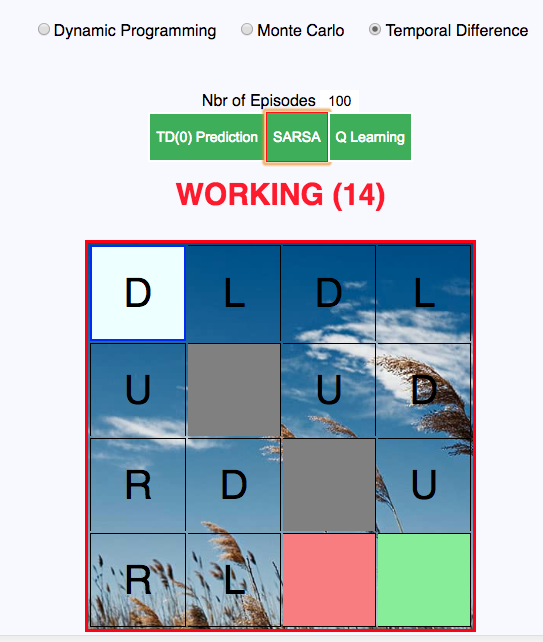 Dynamic Programming Monte Carlo Temporal Difference
Nbr of Episodes 100
TD(0) Prediction SARSA Q Learning
WORKING (14)
D L D L
U U D
R D U
R L